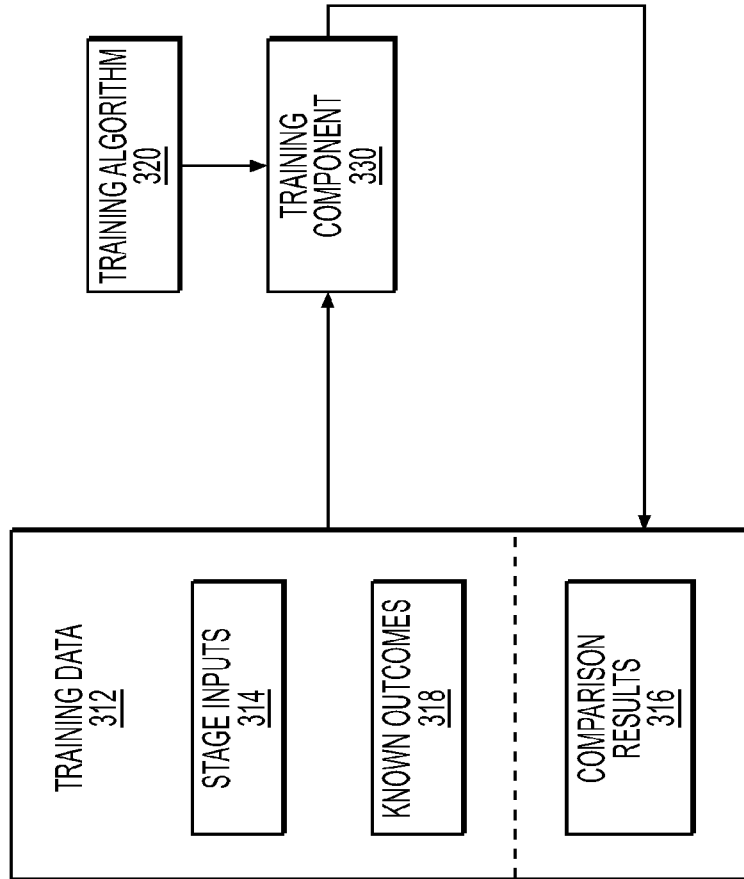 TRAINING DATA
312
STAGE INPUTS
314
KNOWN OUTCOMES
318
COMPARISON
RESULTS
316
TRAINING ALGORITHM
320
TRAINING
COMPONENT
330